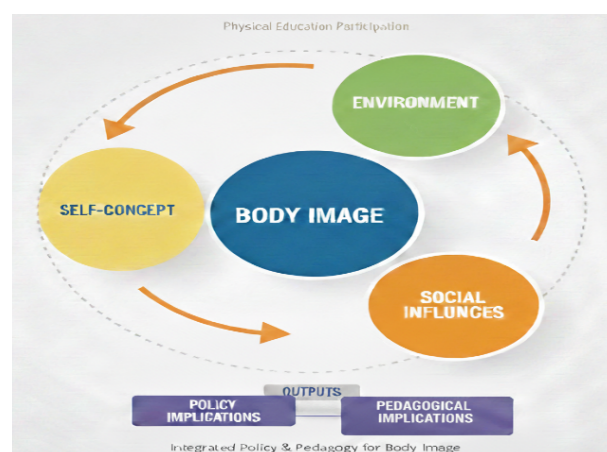 Physical Education Participation
ENVIRONMENT
SELF-CONCEPT
BODY IMAGE
SOCIAL
INFLUNCES
OUTPUTS
POLICY
IMPLICATIONS
PEDAGOGICAL
IMPLICATIONS
Integrated Policy & Pedagogy for Body Image